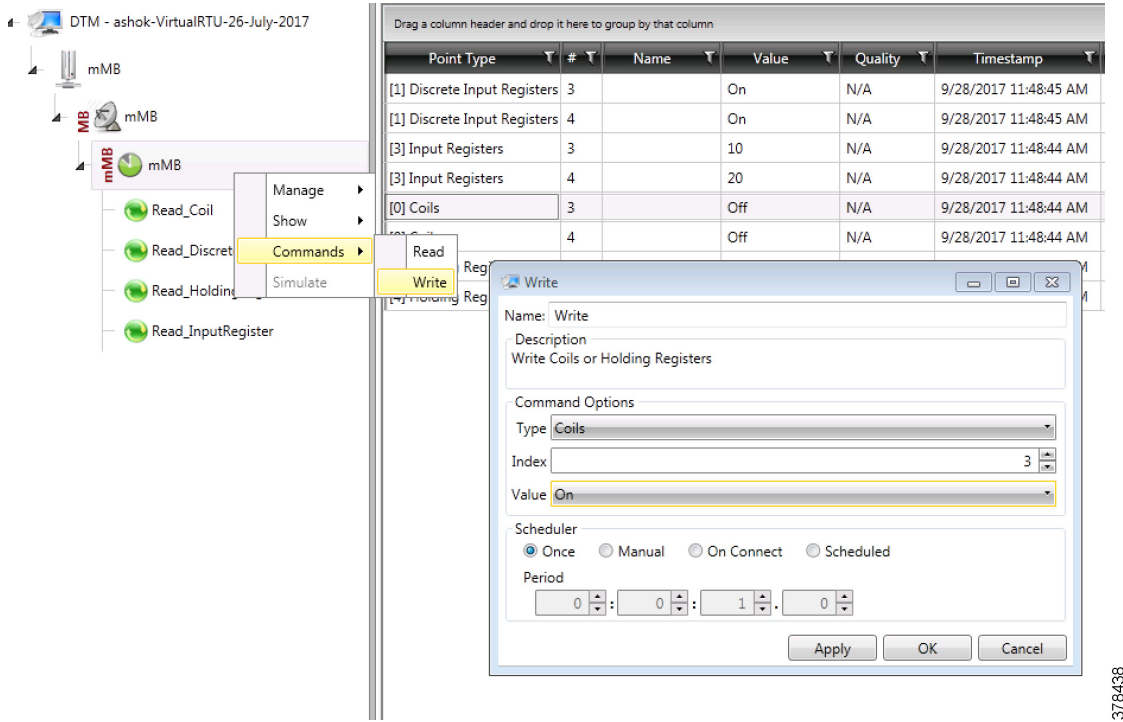 DTM - ashok-VirtualRTU-26-July-2017
mMB
MB mMB
mMB mMB
Read_Coil
Read_Discret
Read_Holding
Read_InputRegister
Manage
Show
Commands
Simulate
Read
Write
Drag a column header and drop it here to group by that column
Point Type # Name Value Quality Timestamp
[1] Discrete Input Registers 3 On N/A 9/28/2017 11:48:45 AM
[1] Discrete Input Registers 4 On N/A 9/28/2017 11:48:45 AM
[3] Input Registers 3 10 N/A 9/28/2017 11:48:44 AM
[3] Input Registers 4 20 N/A 9/28/2017 11:48:44 AM
[0] Coils 3 Off N/A 9/28/2017 11:48:44 AM
4 Off N/A 9/28/2017 11:48:44 AM
[4] Holding Reg
Write
Name: Write
Description
Write Coils or Holding Registers
Command Options
Type Coils
Index 3
Value On
Scheduler
Once Manual On Connect Scheduled
Period
0 : 0 : 1 . 0
Apply OK Cancel
378438